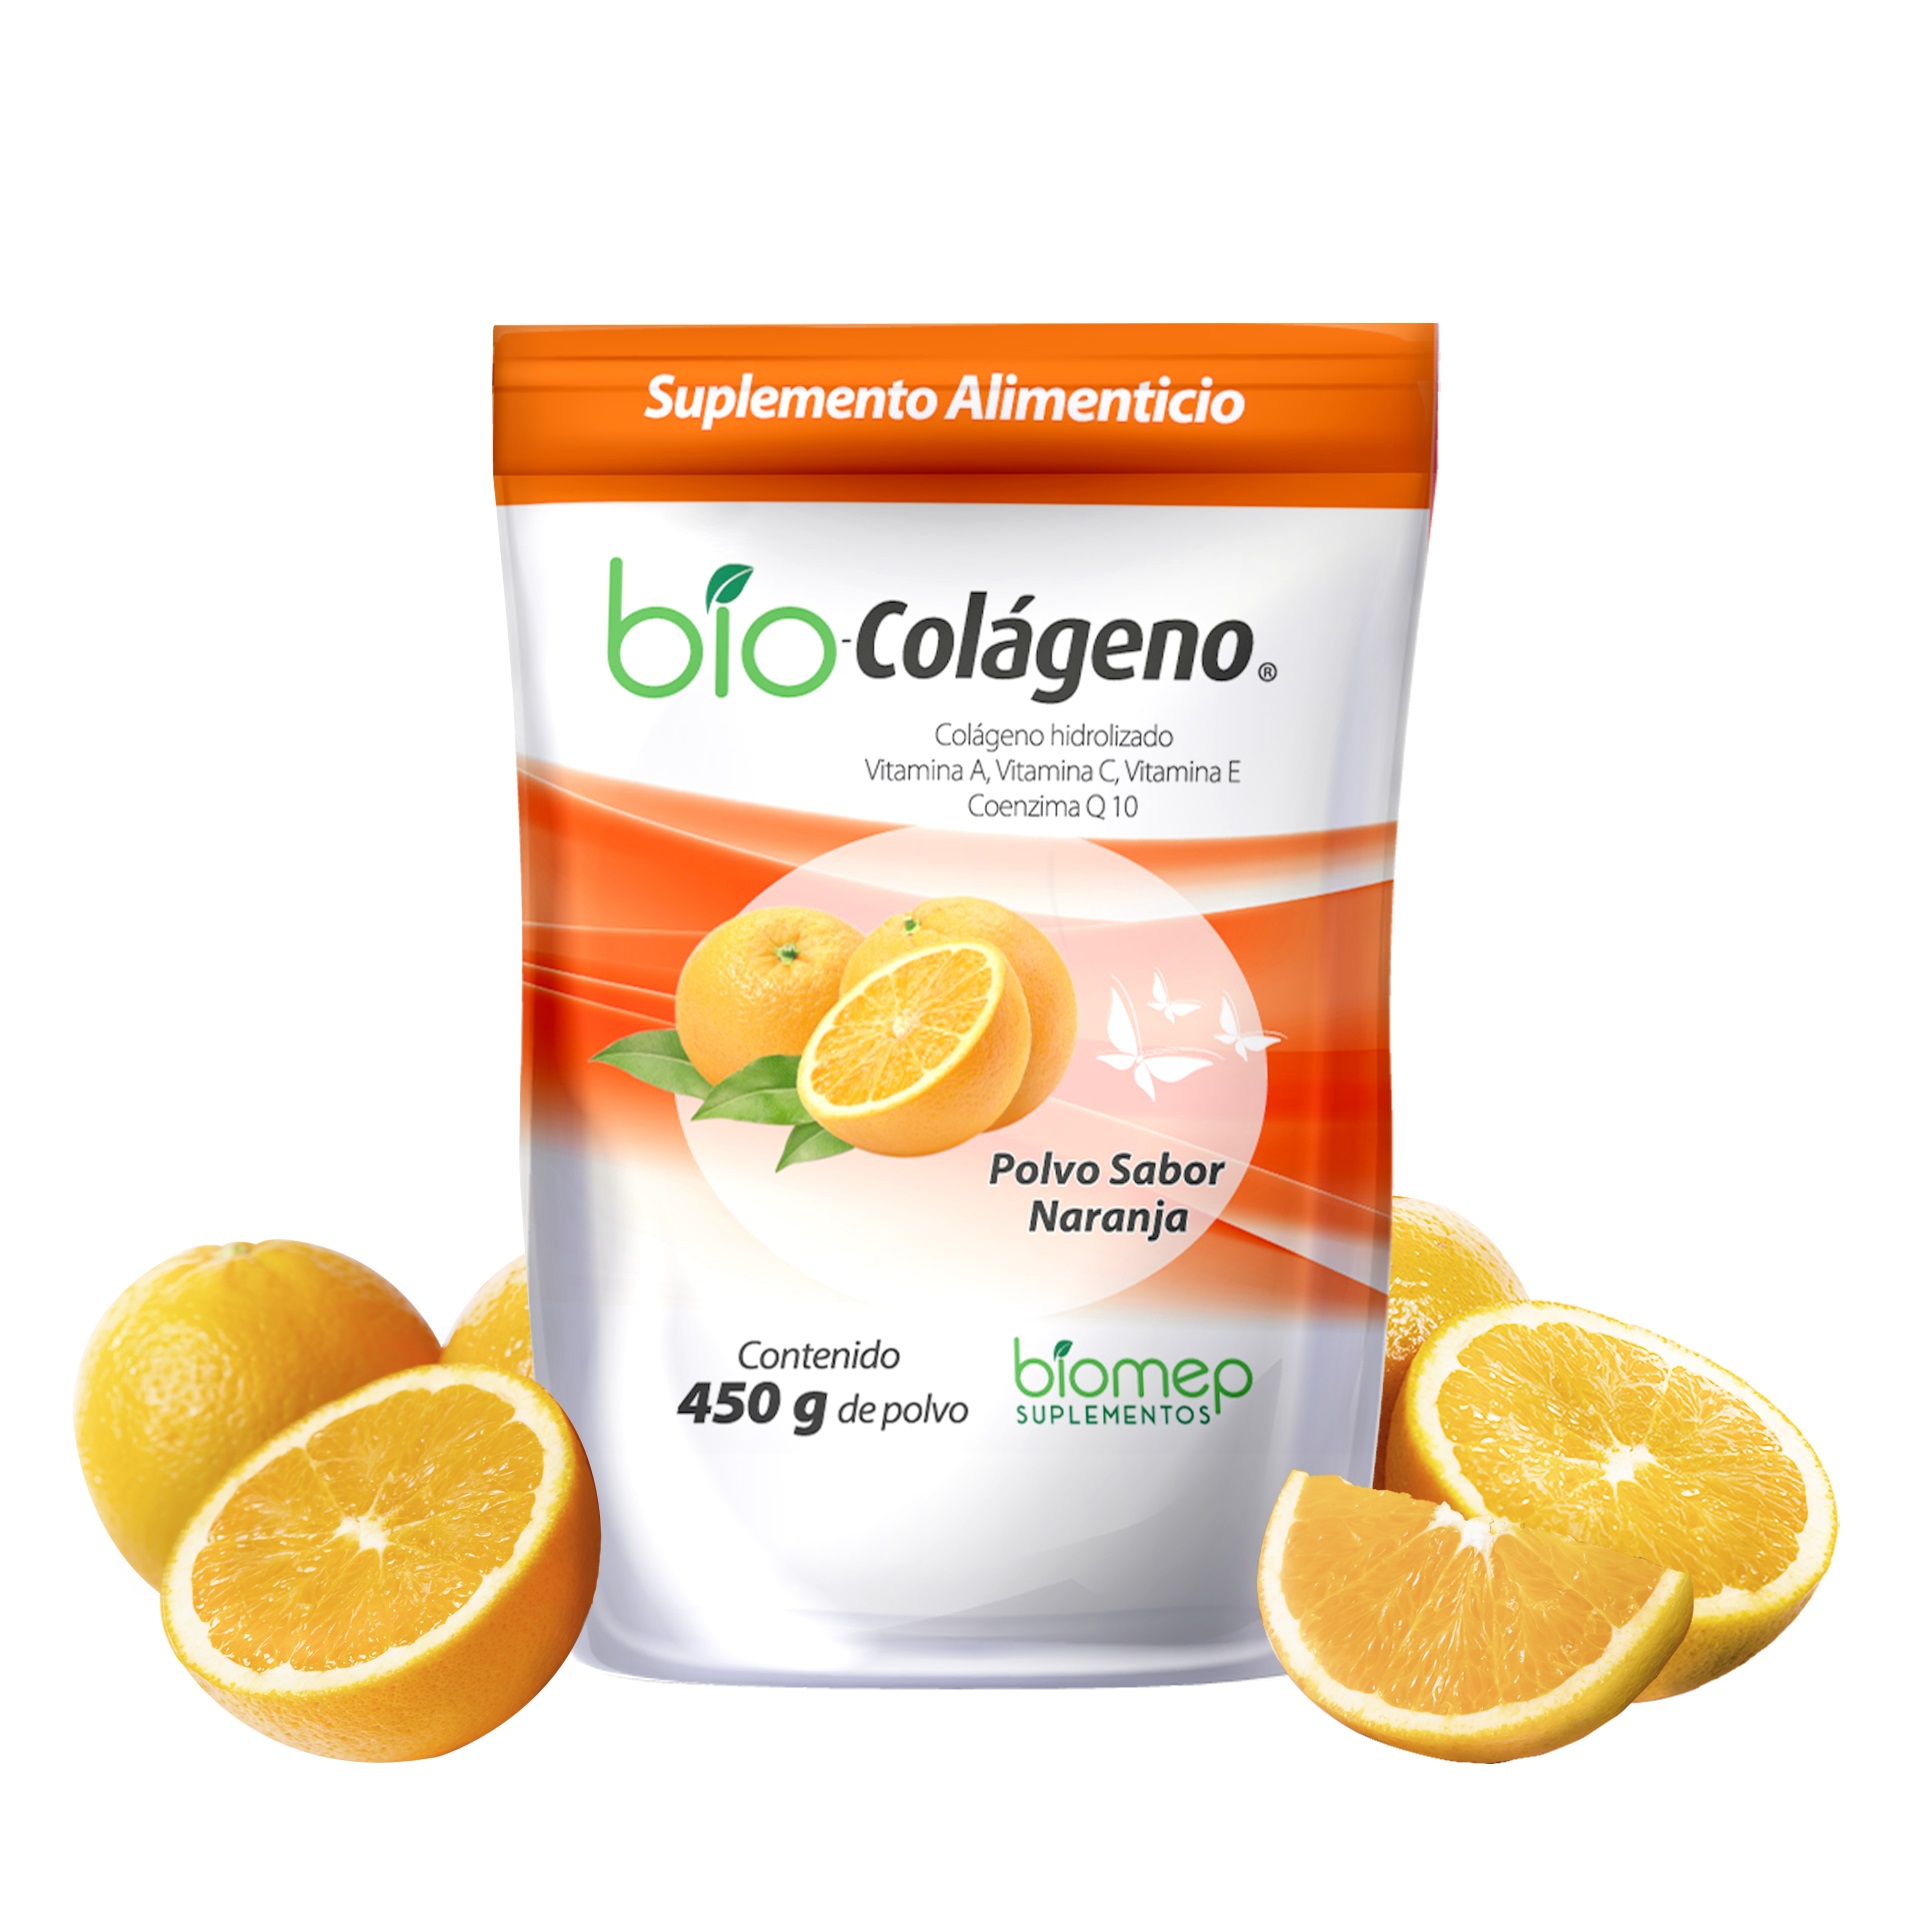 Suplemento Alimenticio
bio-Colágeno®
Colágeno hidrolizado
Vitamina A, Vitamina C, Vitamina E
Coenzima Q 10
Polvo Sabor
Naranja
Contenido
450 g de polvo
biomep
SUPLEMENTOS